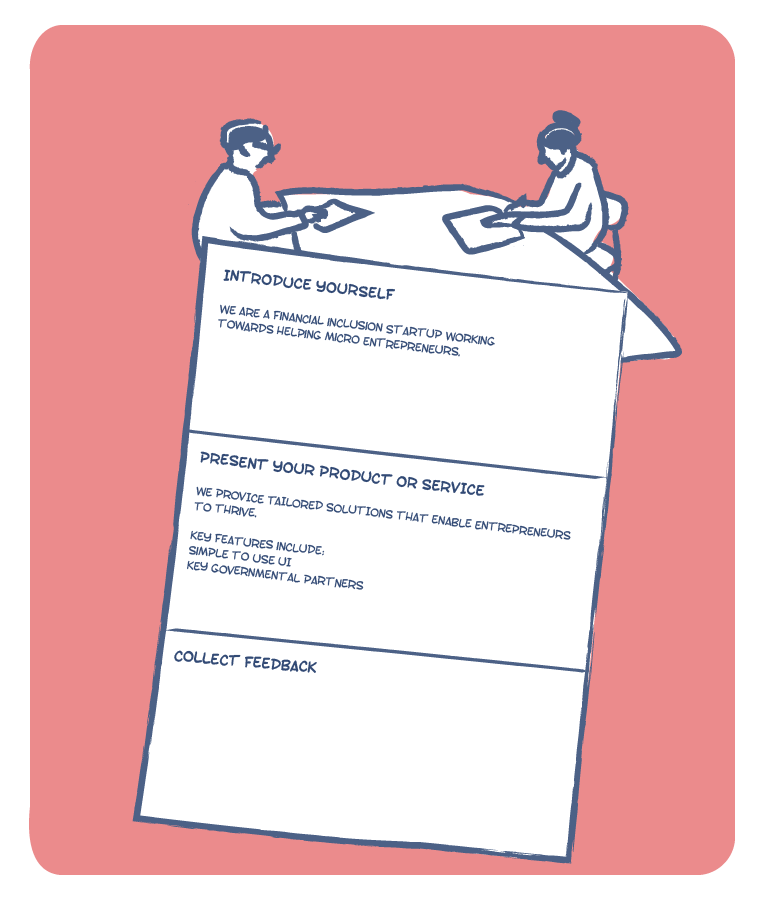 INTRODUCE YOURSELF
WE ARE A FINANCIAL INCLUSION STARTUP WORKING
TOWARDS HELPING MICRO ENTREPRENEURS.
PRESENT YOUR PRODUCT OR SERVICE
WE PROVICE TAILORED SOLUTIONS THAT ENABLE ENTREPRENEURS
TO THRIVE.
KEY FEATURES INCLUDE:
SIMPLE TO USE UI
KEY GOVERNMENTAL PARTNERS
COLLECT FEEDBACK